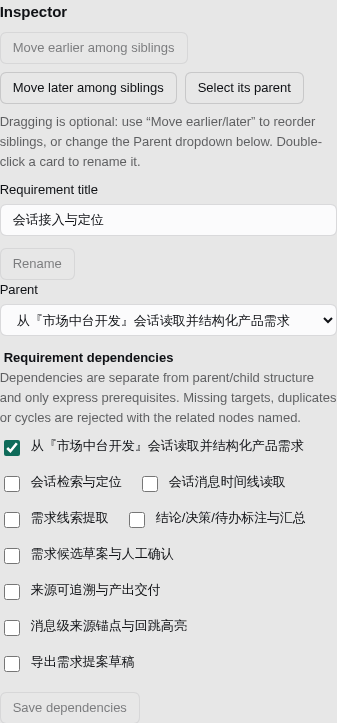 Inspector
Move earlier among siblings
Move later among siblings Select its parent
Dragging is optional: use “Move earlier/later” to reorder
siblings, or change the Parent dropdown below. Double-
click a card to rename it.
Requirement title
会话接入与定位
Rename
Parent
从『市场中台开发』会话读取并结构化产品需求
Requirement dependencies
Dependencies are separate from parent/child structure
and only express prerequisites. Missing targets, duplicates
or cycles are rejected with the related nodes named.
从『市场中台开发』会话读取并结构化产品需求
会话检索与定位 会话消息时间线读取
需求线索提取 结论/决策/待办标注与汇总
需求候选草案与人工确认
来源可追溯与产出交付
消息级来源锚点与回跳高亮
导出需求提案草稿
Save dependencies